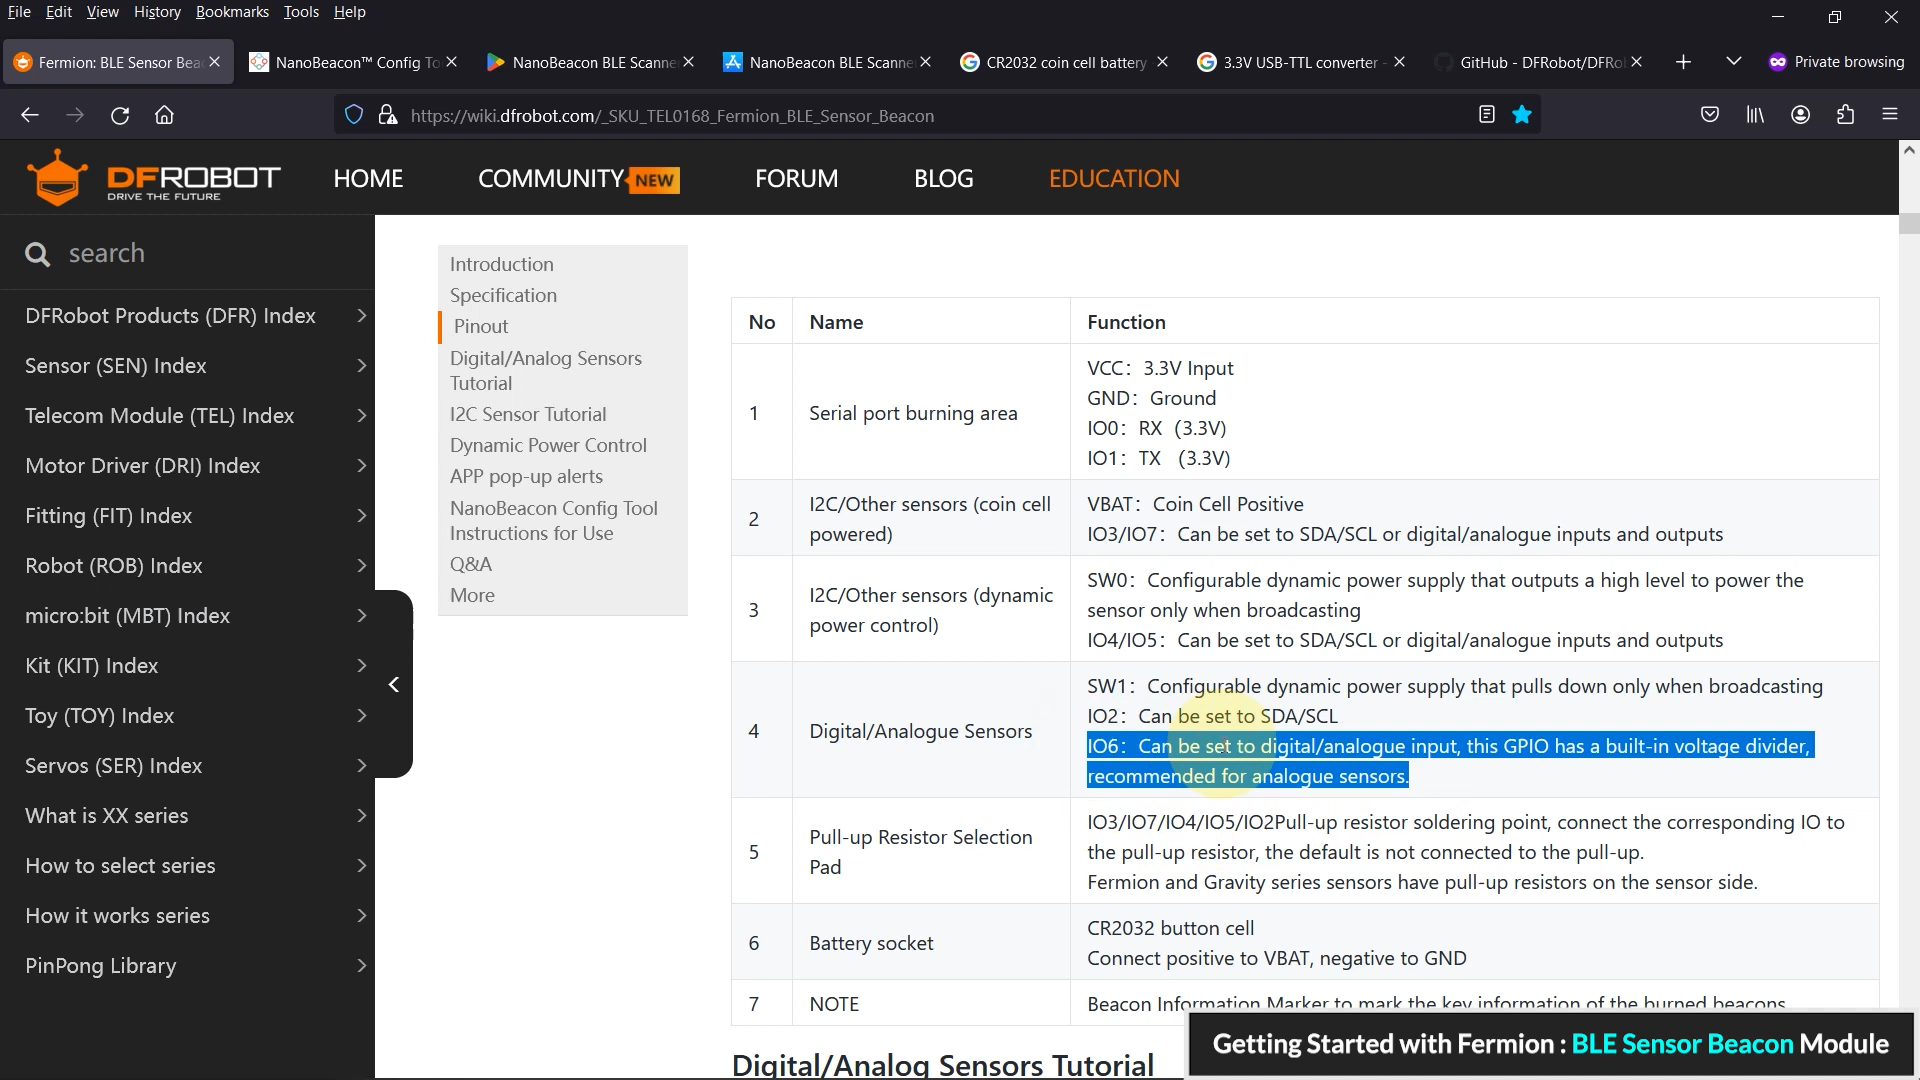 File Edit View History Bookmarks Tools Help
Fermion: BLE Sensor Beac
NanoBeacon™ Config To
NanoBeacon BLE Scanne
NanoBeacon BLE Scanne
CR2032 coin cell battery
3.3V USB-TTL converter -
GitHub - DFRobot/DFRo
Private browsing
https://wiki.dfrobot.com/_SKU_TEL0168_Fermion_BLE_Sensor_Beacon
DFROBOT
DRIVE THE FUTURE
HOME COMMUNITY NEW FORUM BLOG EDUCATION
search
DFRobot Products (DFR) Index
Sensor (SEN) Index
Telecom Module (TEL) Index
Motor Driver (DRI) Index
Fitting (FIT) Index
Robot (ROB) Index
micro:bit (MBT) Index
Kit (KIT) Index
Toy (TOY) Index
Servos (SER) Index
What is XX series
How to select series
How it works series
PinPong Library
Introduction
Specification
Pinout
Digital/Analog Sensors
Tutorial
I2C Sensor Tutorial
Dynamic Power Control
APP pop-up alerts
NanoBeacon Config Tool
Instructions for Use
Q&A
More
No Name Function
1 Serial port burning area
VCC： 3.3V Input
GND： Ground
IO0： RX （3.3V）
IO1： TX （3.3V）
2 I2C/Other sensors (coin cell
powered)
VBAT： Coin Cell Positive
IO3/IO7： Can be set to SDA/SCL or digital/analogue inputs and outputs
3 I2C/Other sensors (dynamic
power control)
SW0： Configurable dynamic power supply that outputs a high level to power the
sensor only when broadcasting
IO4/IO5： Can be set to SDA/SCL or digital/analogue inputs and outputs
4 Digital/Analogue Sensors
SW1： Configurable dynamic power supply that pulls down only when broadcasting
IO2： Can be set to SDA/SCL
IO6： Can be set to digital/analogue input, this GPIO has a built-in voltage divider,
recommended for analogue sensors.
5 Pull-up Resistor Selection
Pad
IO3/IO7/IO4/IO5/IO2Pull-up resistor soldering point, connect the corresponding IO to
the pull-up resistor, the default is not connected to the pull-up.
Fermion and Gravity series sensors have pull-up resistors on the sensor side.
6 Battery socket
CR2032 button cell
Connect positive to VBAT, negative to GND
7 NOTE Beacon Information Marker to mark the key information of the burned beacons
Digital/Analog Sensors Tutorial
Getting Started with Fermion : BLE Sensor Beacon Module